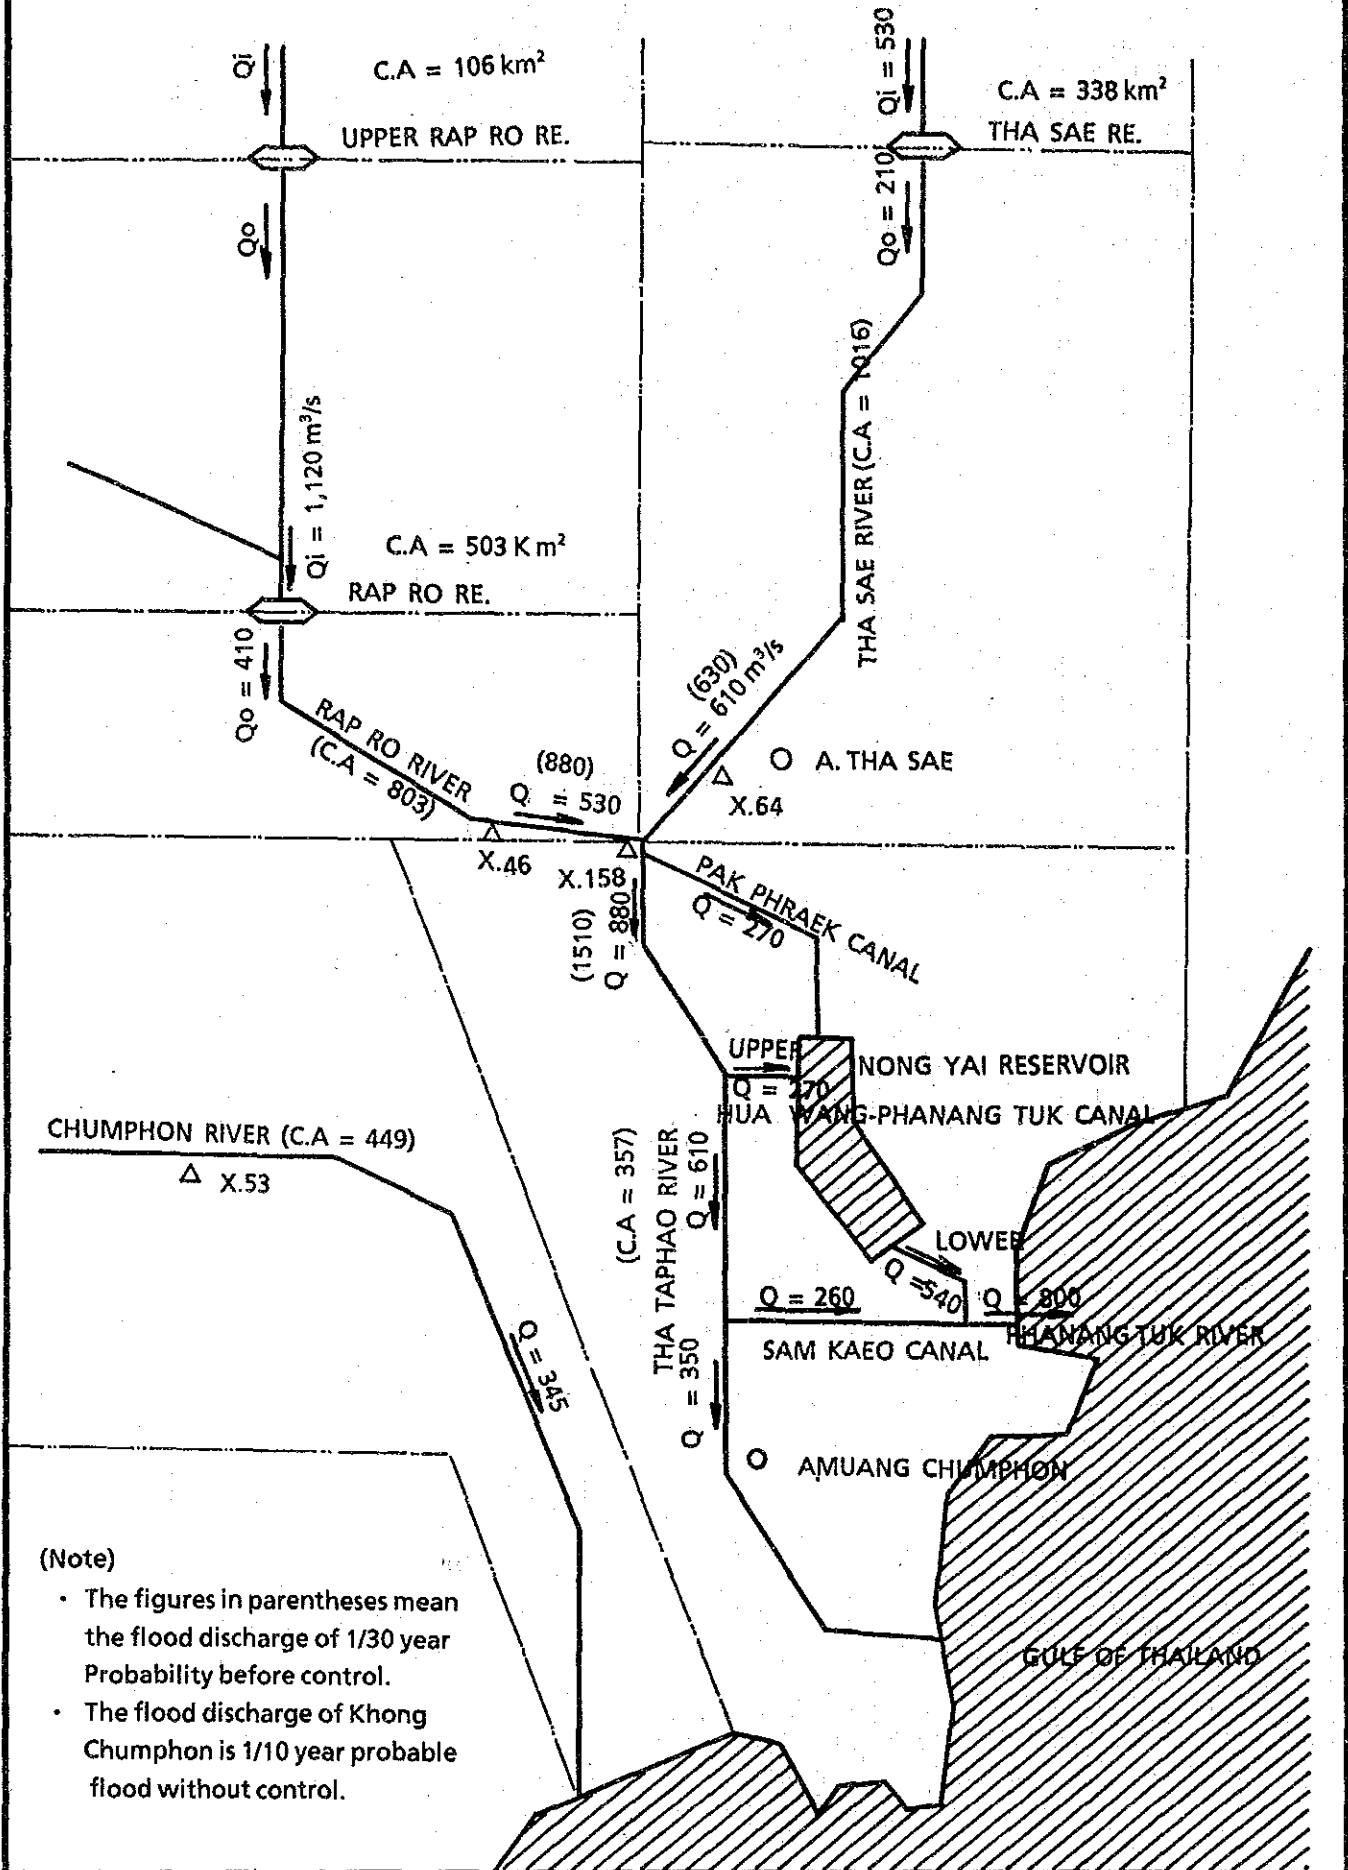 Qi
C.A = 106 km²
Qi = 530
C.A = 338 km²
UPPER RAP RO RE.
THA SAE RE.
Qo
Qo = 210
THA SAE RIVER (C.A = 1016)
Qi = 1,120 m³/s
C.A = 503 K m²
RAP RO RE.
Qo = 410
RAP RO RIVER
(C.A = 803)
(880)
Q = 530
(630)
Q = 610 m³/s
A. THA SAE
X.64
X.46
X.158
(1510)
Q = 880
PAK PHRAEK CANAL
Q = 270
UPPER
Q = 270
NONG YAI RESERVOIR
HUA WANG-PHANANG TUK CANAL
CHUMPHON RIVER (C.A = 449)
X.53
(C.A = 357)
THA TAPHAO RIVER
Q = 610
LOWER
Q = 540
Q = 260
Q = 800
SAM KAEO CANAL
PHANANG TUK RIVER
Q = 345
Q = 350
AMUANG CHUMPHON
GULF OF THAILAND
(Note)
· The figures in parentheses mean
the flood discharge of 1/30 year
Probability before control.
· The flood discharge of Khong
Chumphon is 1/10 year probable
flood without control.